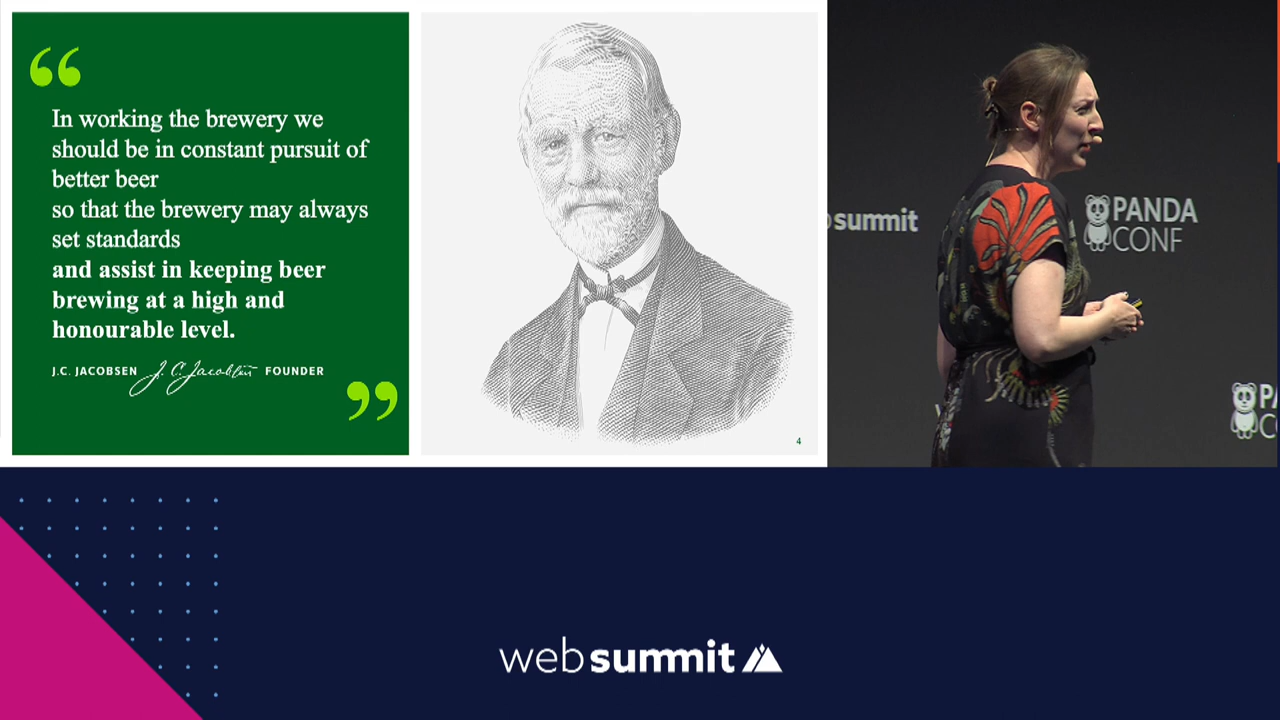 “
In working the brewery we
should be in constant pursuit of
better beer
so that the brewery may always
set standards
and assist in keeping beer
brewing at a high and
honourable level.
J.C. JACOBSEN J. C. Jacobsen FOUNDER
”
4
summit
PANDA
CONF
web summit